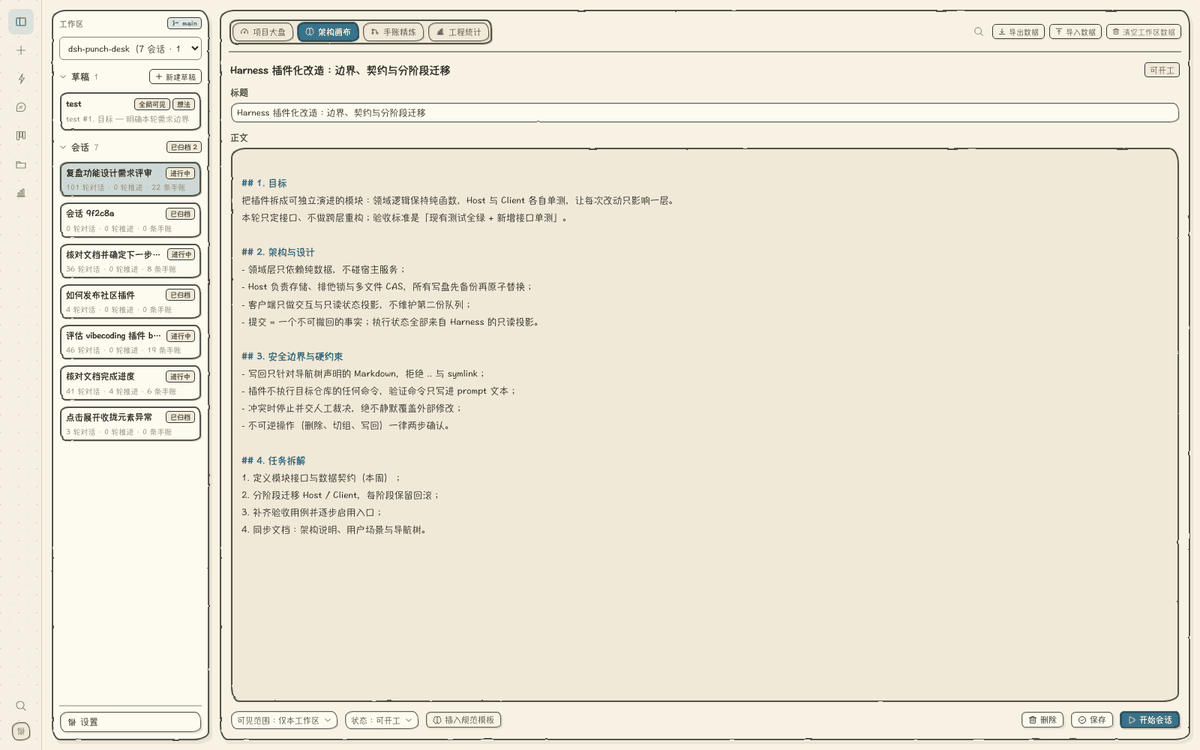 工作区
main
dsh-punch-desk (7 会话 · 1
草稿 1
新建草稿
test
全局可见
想法
test #1. 目标 — 明确本轮需求边界
会话 7
已归档 2
复盘功能设计需求评审
进行中
101 轮对话 · 0 轮推进 · 22 条手账
会话 9f2c8a
已归档
0 轮对话 · 0 轮推进 · 0 条手账
核对文档并确定下一步…
进行中
36 轮对话 · 0 轮推进 · 8 条手账
如何发布社区插件
已归档
4 轮对话 · 0 轮推进 · 0 条手账
评估 vibecoding 插件 b…
进行中
46 轮对话 · 0 轮推进 · 19 条手账
核对文档完成进度
进行中
41 轮对话 · 4 轮推进 · 6 条手账
点击展开收拢元素异常
已归档
3 轮对话 · 0 轮推进 · 0 条手账
设置
项目大盘
架构画布
手账精炼
工程统计
导出数据
导入数据
清空工作区数据
Harness 插件化改造：边界、契约与分阶段迁移
可开工
标题
Harness 插件化改造：边界、契约与分阶段迁移
正文
## 1. 目标
把插件拆成可独立演进的模块：领域逻辑保持纯函数，Host 与 Client 各自单测，让每次改动只影响一层。
本轮只定接口、不做跨层重构；验收标准是「现有测试全绿 + 新增接口单测」。
## 2. 架构与设计
- 领域层只依赖纯数据，不碰宿主服务；
- Host 负责存储、排他锁与多文件 CAS，所有写盘先备份再原子替换；
- 客户端只做交互与只读状态投影，不维护第二份队列；
- 提交 = 一个不可撤回的事实；执行状态全部来自 Harness 的只读投影。
## 3. 安全边界与硬约束
- 写回只针对导航树声明的 Markdown，拒绝 .. 与 symlink；
- 插件不执行目标仓库的任何命令，验证命令只写进 prompt 文本；
- 冲突时停止并交人工裁决，绝不静默覆盖外部修改；
- 不可逆操作（删除、切组、写回）一律两步确认。
## 4. 任务拆解
1. 定义模块接口与数据契约（本周）；
2. 分阶段迁移 Host / Client，每阶段保留回滚；
3. 补齐验收用例并逐步启用入口；
4. 同步文档：架构说明、用户场景与导航树。
可见范围：仅本工作区
状态：可开工
插入规范模板
删除
保存
开始会话